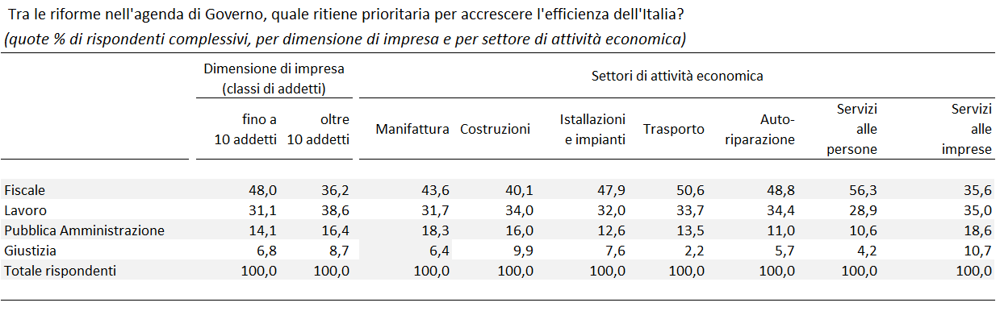 Tra le riforme nell'agenda di Governo, quale ritiene prioritaria per accrescere l'efficienza dell'Italia?
(quote % di rispondenti complessivi, per dimensione di impresa e per settore di attività economica)
Dimensione di impresa
(classi di addetti)
Settori di attività economica
fino a
10 addetti
oltre
10 addetti
Manifattura
Costruzioni
Istallazioni
e impianti
Trasporto
Auto-
riparazione
Servizi
alle
persone
Servizi
alle
imprese
Fiscale 48,0 36,2 43,6 40,1 47,9 50,6 48,8 56,3 35,6
Lavoro 31,1 38,6 31,7 34,0 32,0 33,7 34,4 28,9 35,0
Pubblica Amministrazione 14,1 16,4 18,3 16,0 12,6 13,5 11,0 10,6 18,6
Giustizia 6,8 8,7 6,4 9,9 7,6 2,2 5,7 4,2 10,7
Totale rispondenti 100,0 100,0 100,0 100,0 100,0 100,0 100,0 100,0 100,0